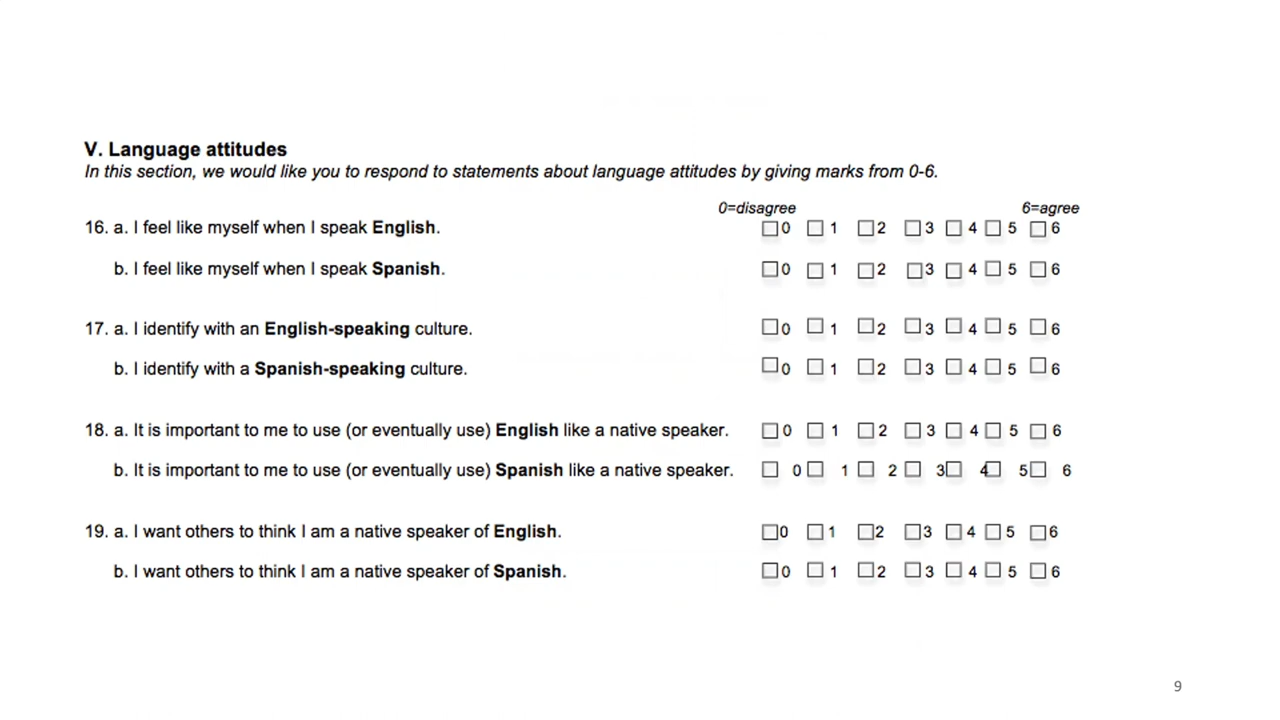 V. Language attitudes
In this section, we would like you to respond to statements about language attitudes by giving marks from 0-6.
0=disagree 6=agree
16. a. I feel like myself when I speak English. 0 1 2 3 4 5 6
b. I feel like myself when I speak Spanish. 0 1 2 3 4 5 6
17. a. I identify with an English-speaking culture. 0 1 2 3 4 5 6
b. I identify with a Spanish-speaking culture. 0 1 2 3 4 5 6
18. a. It is important to me to use (or eventually use) English like a native speaker. 0 1 2 3 4 5 6
b. It is important to me to use (or eventually use) Spanish like a native speaker. 0 1 2 3 4 5 6
19. a. I want others to think I am a native speaker of English. 0 1 2 3 4 5 6
b. I want others to think I am a native speaker of Spanish. 0 1 2 3 4 5 6
9